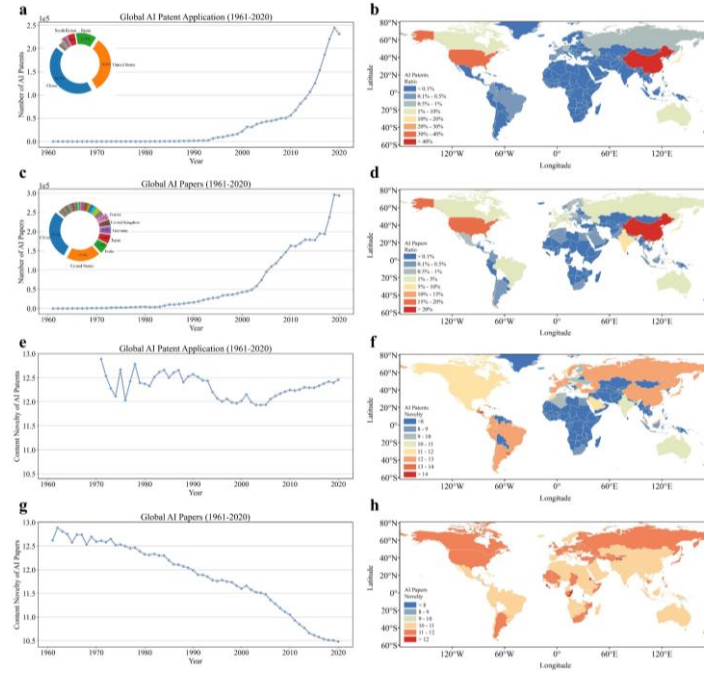 a
Global AI Patent Application (1961-2020)
1e5
2.5
2.0
1.5
1.0
0.5
0.0
Number of AI Patents
South Korea
Japan
United States
China
1960
1970
1980
1990
2000
2010
2020
Year
b
80°N
60°N
40°N
20°N
0°
20°S
40°S
60°S
Latitude
AI Patents
Ratio
< 0.1%
0.1% - 0.5%
0.5% - 1%
1% - 10%
10% - 20%
20% - 30%
30% - 40%
> 40%
120°W
60°W
0°
60°E
120°E
Longitude
c
Global AI Papers (1961-2020)
1e5
3.0
2.5
2.0
1.5
1.0
0.5
0.0
Number of AI Papers
France
United Kingdom
Germany
Japan
India
United States
China
1960
1970
1980
1990
2000
2010
2020
Year
d
80°N
60°N
40°N
20°N
0°
20°S
40°S
60°S
Latitude
AI Papers
Ratio
< 0.1%
0.1% - 0.5%
0.5% - 1%
1% - 5%
5% - 10%
10% - 15%
15% - 20%
> 20%
120°W
60°W
0°
60°E
120°E
Longitude
e
Global AI Patent Application (1961-2020)
13.0
12.5
12.0
11.5
11.0
10.5
Content Novelty of AI Patents
1960
1970
1980
1990
2000
2010
2020
Year
f
80°N
60°N
40°N
20°N
0°
20°S
40°S
60°S
Latitude
AI Patents
Novelty
< 8
8 - 9
9 - 10
10 - 11
11 - 12
12 - 13
13 - 14
> 14
120°W
60°W
0°
60°E
120°E
Longitude
g
Global AI Papers (1961-2020)
13.0
12.5
12.0
11.5
11.0
10.5
Content Novelty of AI Papers
1960
1970
1980
1990
2000
2010
2020
Year
h
80°N
60°N
40°N
20°N
0°
20°S
40°S
60°S
Latitude
AI Papers
Novelty
< 8
8 - 9
9 - 10
10 - 11
11 - 12
> 12
120°W
60°W
0°
60°E
120°E
Longitude